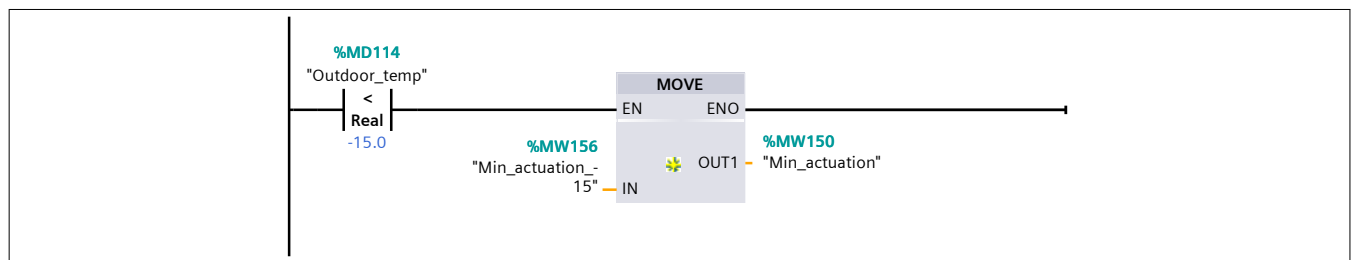 %MD114
"Outdoor_temp"
<
Real
-15.0
MOVE
EN ENO
%MW156
"Min_actuation_-
15"
IN
OUT1
%MW150
"Min_actuation"